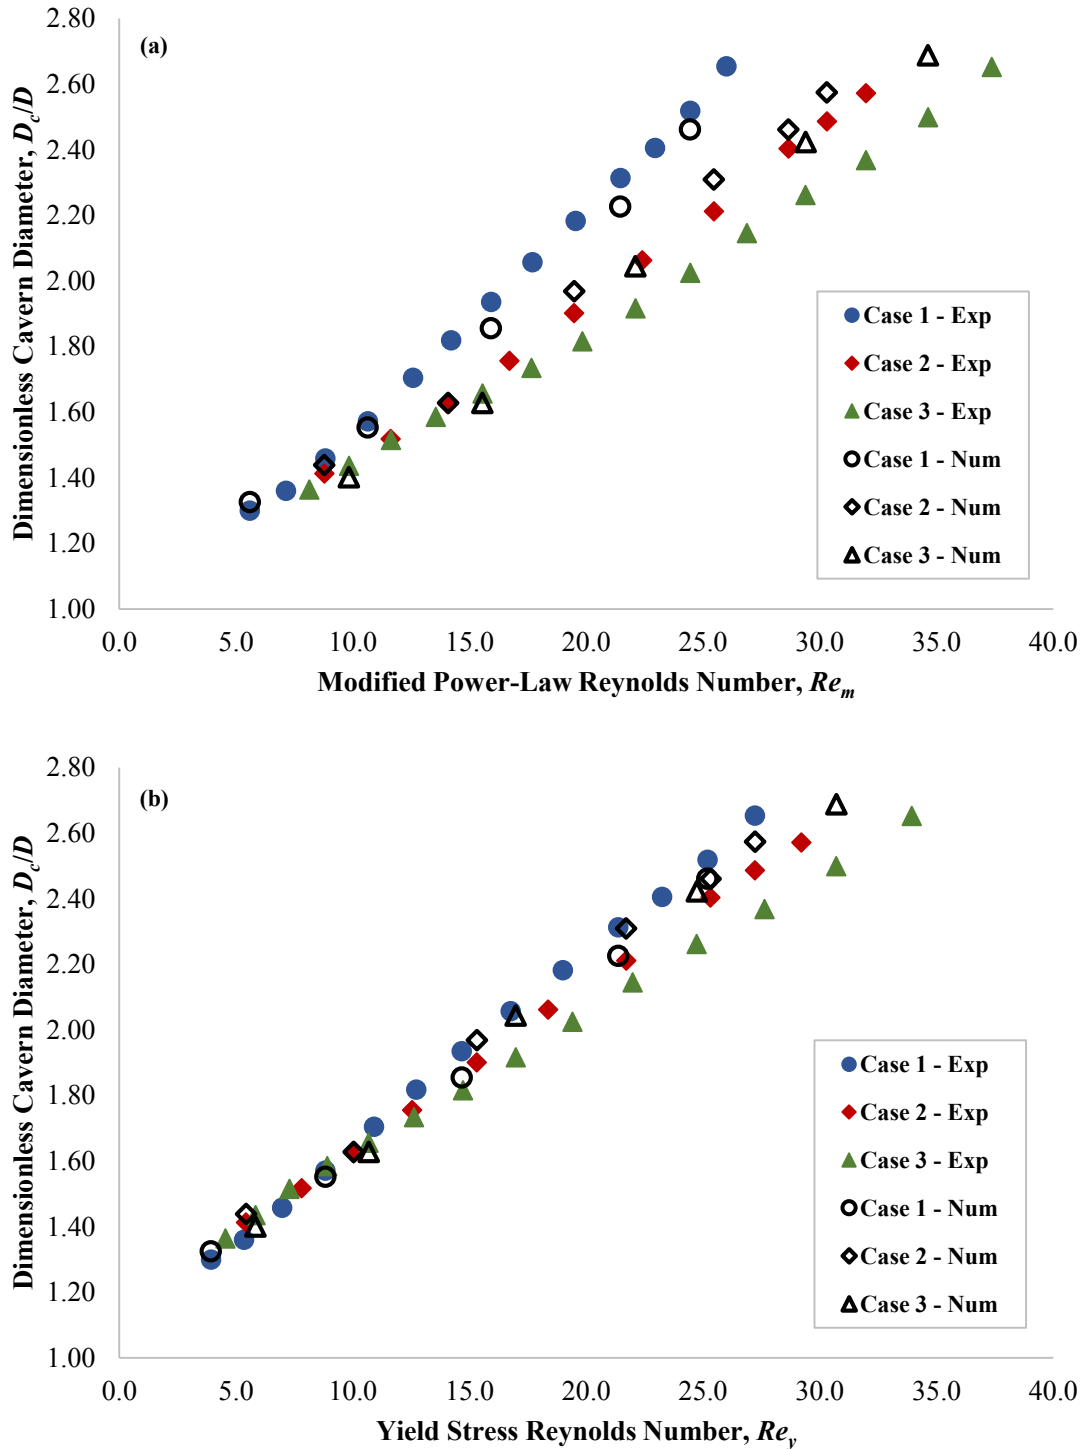 (a)
Dimensionless Cavern Diameter, Dc/D
2.80
2.60
2.40
2.20
2.00
1.80
1.60
1.40
1.20
1.00
0.0 5.0 10.0 15.0 20.0 25.0 30.0 35.0 40.0
Modified Power-Law Reynolds Number, Rem
Case 1 - Exp
Case 2 - Exp
Case 3 - Exp
Case 1 - Num
Case 2 - Num
Case 3 - Num
(b)
Dimensionless Cavern Diameter, Dc/D
2.80
2.60
2.40
2.20
2.00
1.80
1.60
1.40
1.20
1.00
0.0 5.0 10.0 15.0 20.0 25.0 30.0 35.0 40.0
Yield Stress Reynolds Number, Rey
Case 1 - Exp
Case 2 - Exp
Case 3 - Exp
Case 1 - Num
Case 2 - Num
Case 3 - Num